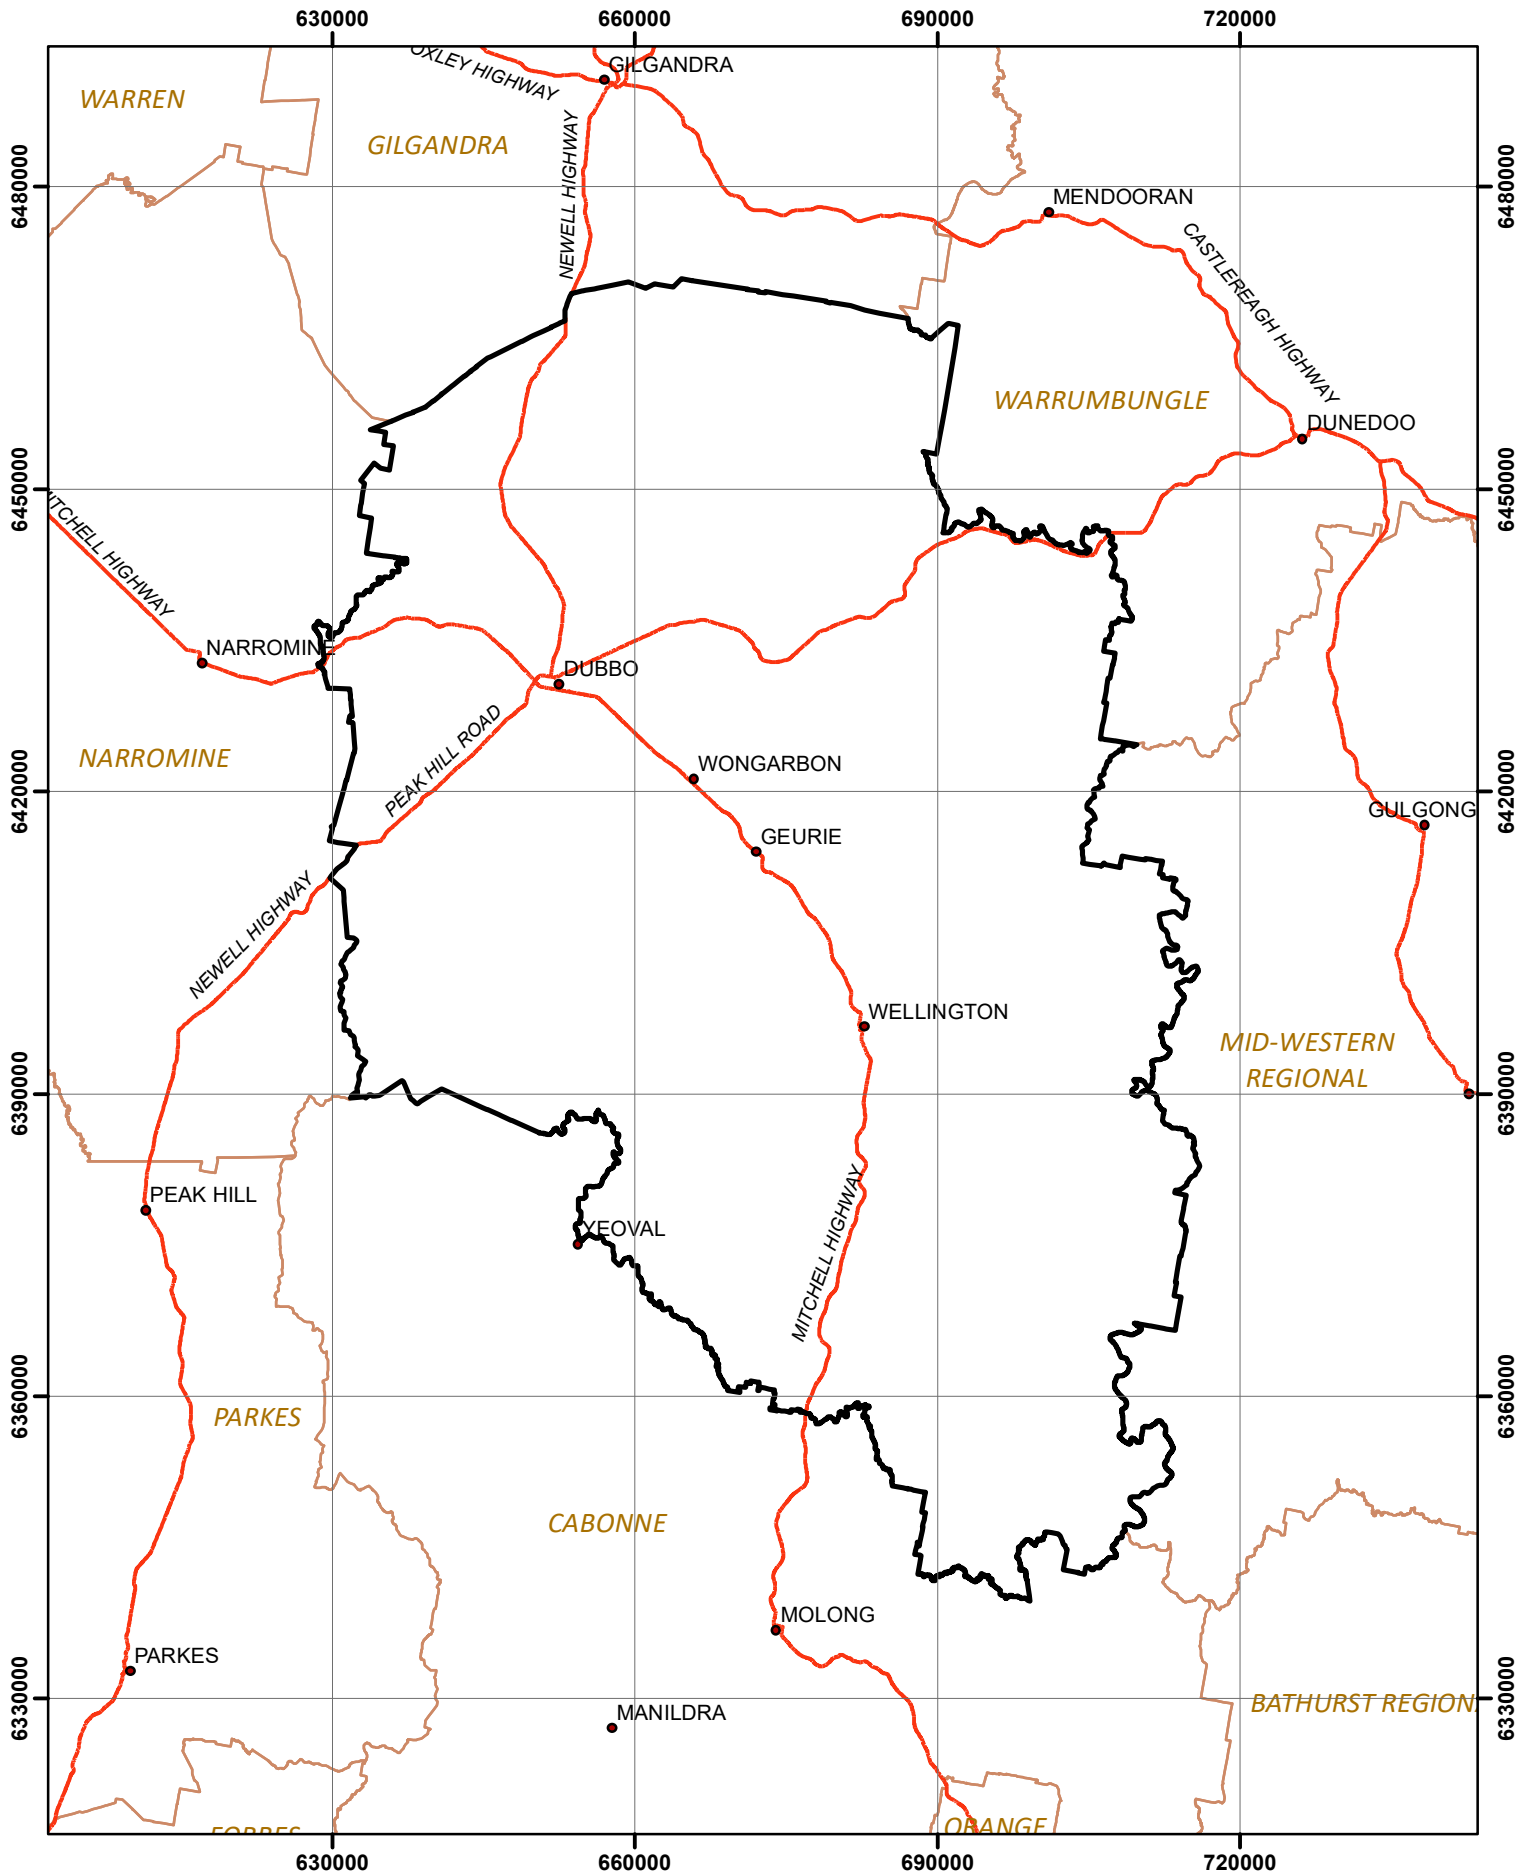 630000
660000
690000
720000
OXLEY HIGHWAY
GILGANDRA
WARREN
GILGANDRA
NEWELL HIGHWAY
6480000
6480000
MENDOORAN
CASTLEREAGH HIGHWAY
WARRUMBUNGLE
DUNEDOO
6450000
6450000
ITCHELL HIGHWAY
NARROMINE
DUBBO
PEAK HILL ROAD
NARROMINE
WONGARBON
6420000
6420000
GULGONG
GEURIE
NEWELL HIGHWAY
WELLINGTON
MID-WESTERN
REGIONAL
6390000
6390000
PEAK HILL
YEOVAL
MITCHELL HIGHWAY
6360000
6360000
PARKES
CABONNE
MOLONG
PARKES
6330000
6330000
BATHURST REGION
MANILDRA
FORBES
ORANGE
630000
660000
690000
720000